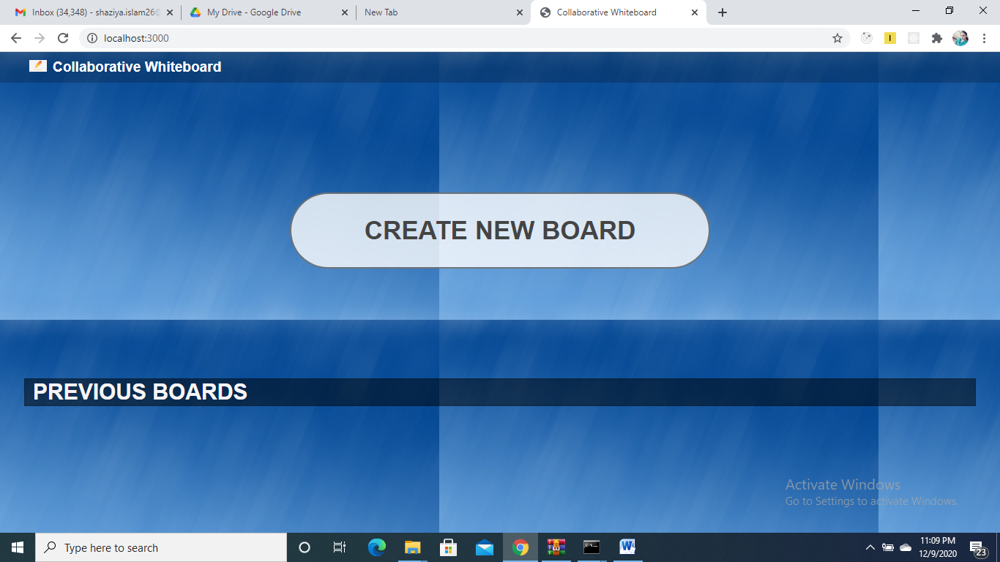 Inbox (34,348) - shaziya.islam26@
My Drive - Google Drive
New Tab
Collaborative Whiteboard
localhost:3000
I
Collaborative Whiteboard
CREATE NEW BOARD
PREVIOUS BOARDS
Activate Windows
Go to Settings to activate Windows.
Type here to search
11:09 PM
12/9/2020
23